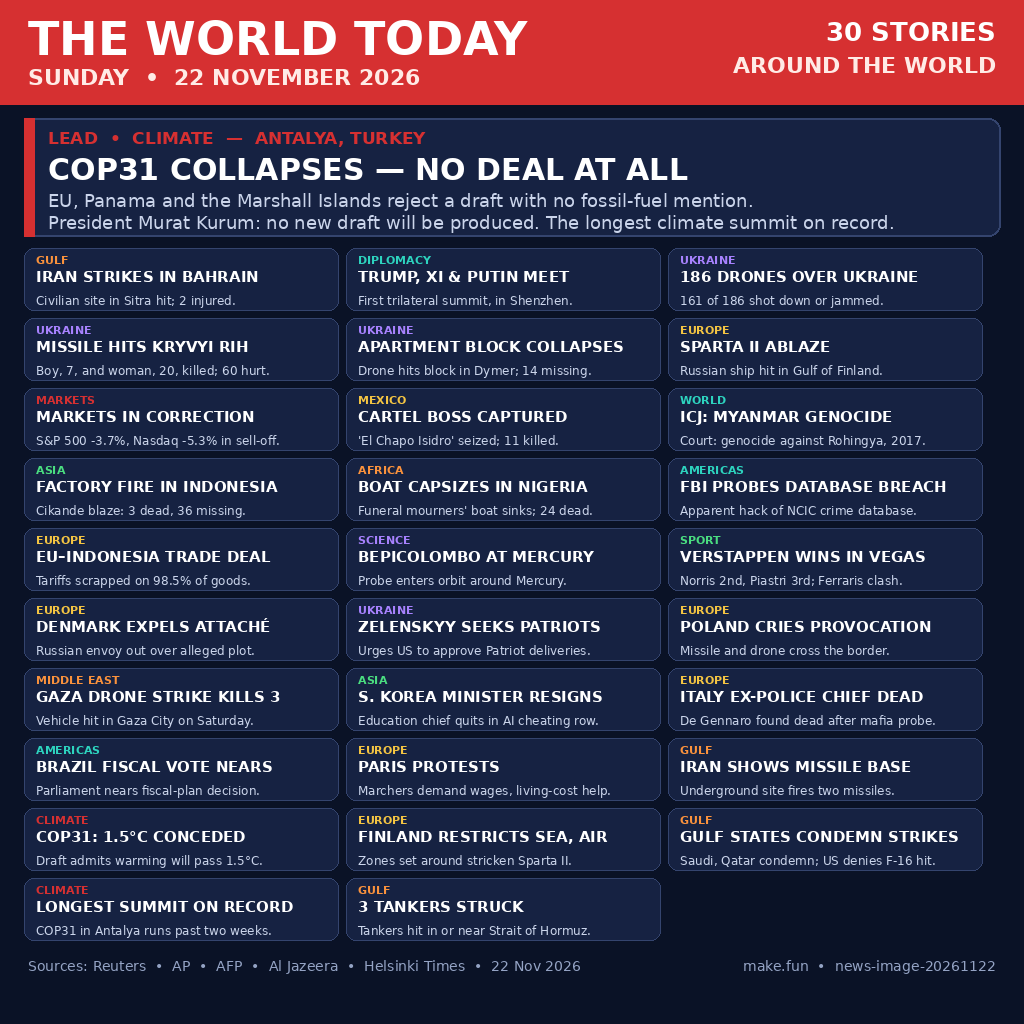 THE WORLD TODAY
SUNDAY • 22 NOVEMBER 2026
30 STORIES
AROUND THE WORLD
LEAD • CLIMATE — ANTALYA, TURKEY
COP31 COLLAPSES — NO DEAL AT ALL
EU, Panama and the Marshall Islands reject a draft with no fossil-fuel mention.
President Murat Kurum: no new draft will be produced. The longest climate summit on record.
GULF
IRAN STRIKES IN BAHRAIN
Civilian site in Sitra hit; 2 injured.
DIPLOMACY
TRUMP, XI & PUTIN MEET
First trilateral summit, in Shenzhen.
UKRAINE
186 DRONES OVER UKRAINE
161 of 186 shot down or jammed.
UKRAINE
MISSILE HITS KRYVYI RIH
Boy, 7, and woman, 20, killed; 60 hurt.
UKRAINE
APARTMENT BLOCK COLLAPSES
Drone hits block in Dymer; 14 missing.
EUROPE
SPARTA II ABLAZE
Russian ship hit in Gulf of Finland.
MARKETS
MARKETS IN CORRECTION
S&P 500 -3.7%, Nasdaq -5.3% in sell-off.
MEXICO
CARTEL BOSS CAPTURED
'El Chapo Isidro' seized; 11 killed.
WORLD
ICJ: MYANMAR GENOCIDE
Court: genocide against Rohingya, 2017.
ASIA
FACTORY FIRE IN INDONESIA
Cikande blaze: 3 dead, 36 missing.
AFRICA
BOAT CAPSIZES IN NIGERIA
Funeral mourners' boat sinks; 24 dead.
AMERICAS
FBI PROBES DATABASE BREACH
Apparent hack of NCIC crime database.
EUROPE
EU–INDONESIA TRADE DEAL
Tariffs scrapped on 98.5% of goods.
SCIENCE
BEPICOLOMBO AT MERCURY
Probe enters orbit around Mercury.
SPORT
VERSTAPPEN WINS IN VEGAS
Norris 2nd, Piastri 3rd; Ferraris clash.
EUROPE
DENMARK EXPELS ATTACHÉ
Russian envoy out over alleged plot.
UKRAINE
ZELENSKYY SEEKS PATRIOTS
Urges US to approve Patriot deliveries.
EUROPE
POLAND CRIES PROVOCATION
Missile and drone cross the border.
MIDDLE EAST
GAZA DRONE STRIKE KILLS 3
Vehicle hit in Gaza City on Saturday.
ASIA
S. KOREA MINISTER RESIGNS
Education chief quits in AI cheating row.
EUROPE
ITALY EX-POLICE CHIEF DEAD
De Gennaro found dead after mafia probe.
AMERICAS
BRAZIL FISCAL VOTE NEARS
Parliament nears fiscal-plan decision.
EUROPE
PARIS PROTESTS
Marchers demand wages, living-cost help.
GULF
IRAN SHOWS MISSILE BASE
Underground site fires two missiles.
CLIMATE
COP31: 1.5°C CONCEDED
Draft admits warming will pass 1.5°C.
EUROPE
FINLAND RESTRICTS SEA, AIR
Zones set around stricken Sparta II.
GULF
GULF STATES CONDEMN STRIKES
Saudi, Qatar condemn; US denies F-16 hit.
CLIMATE
LONGEST SUMMIT ON RECORD
COP31 in Antalya runs past two weeks.
GULF
3 TANKERS STRUCK
Tankers hit in or near Strait of Hormuz.
Sources: Reuters • AP • AFP • Al Jazeera • Helsinki Times • 22 Nov 2026
make.fun • news-image-20261122